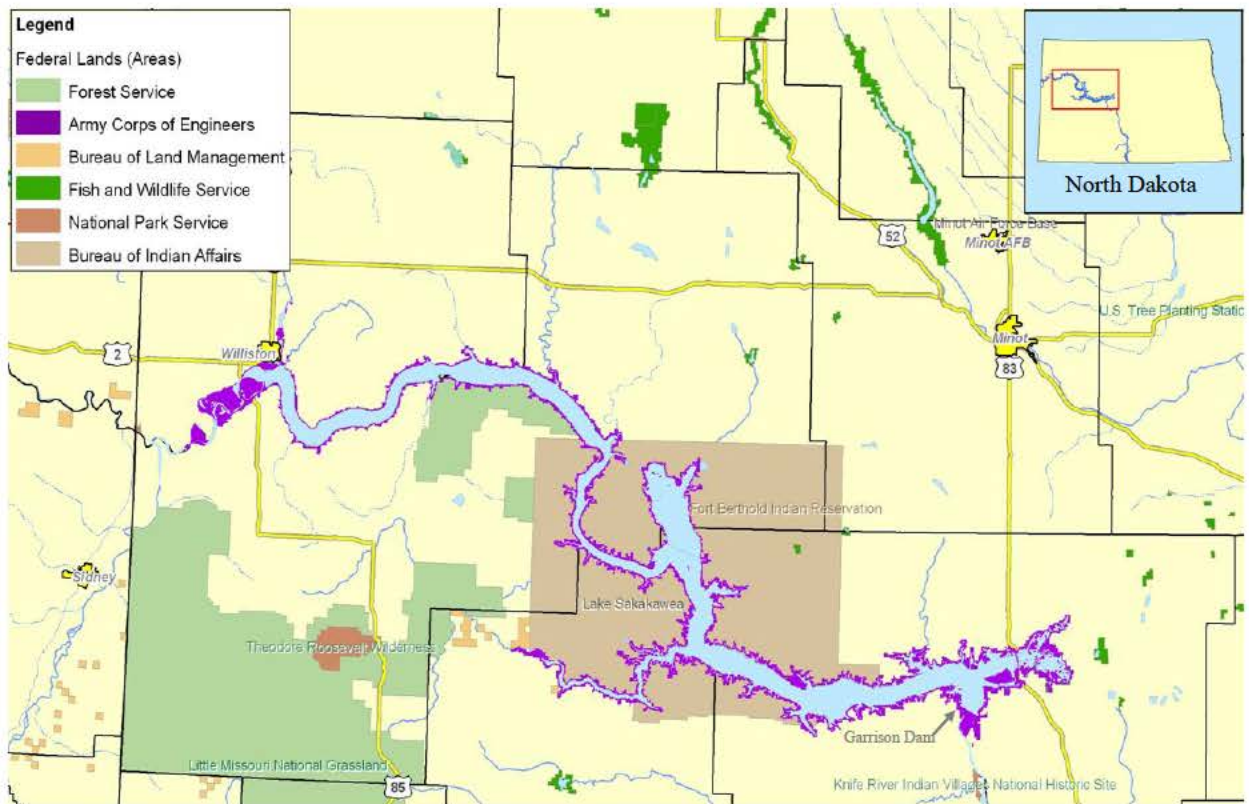 Legend
Federal Lands (Areas)
Forest Service
Army Corps of Engineers
Bureau of Land Management
Fish and Wildlife Service
National Park Service
Bureau of Indian Affairs
North Dakota
52
Minot Air Force Base
Minot AFB
U.S. Tree Planting Static
2
Williston
Minot
83
Fort Berthold Indian Reservation
Sidney
Lake Sakakawea
Theodore Roosevelt Wilderness
Garrison Dam
Little Missouri National Grassland
85
Knife River Indian Villages National Historic Site